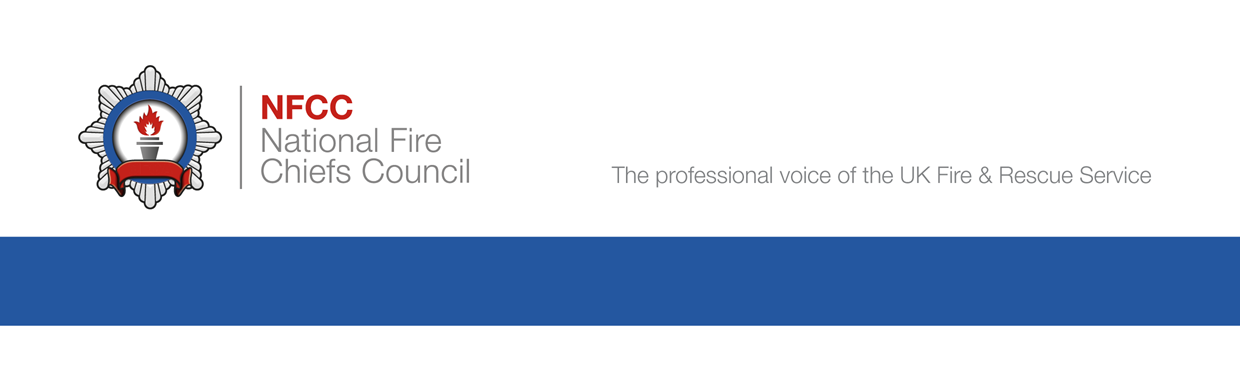 NFCC
National Fire
Chiefs Council
The professional voice of the UK Fire & Rescue Service